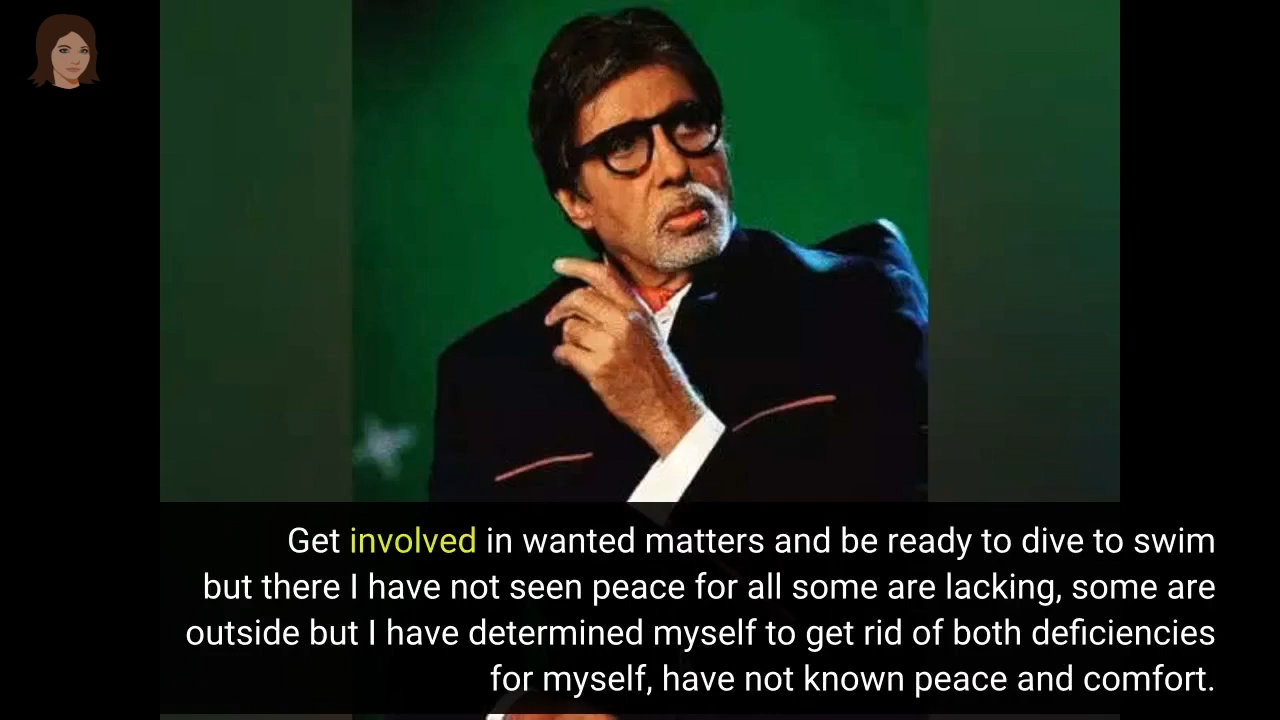 Get involved in wanted matters and be ready to dive to swim
but there I have not seen peace for all some are lacking, some are
outside but I have determined myself to get rid of both deficiencies
for myself, have not known peace and comfort.